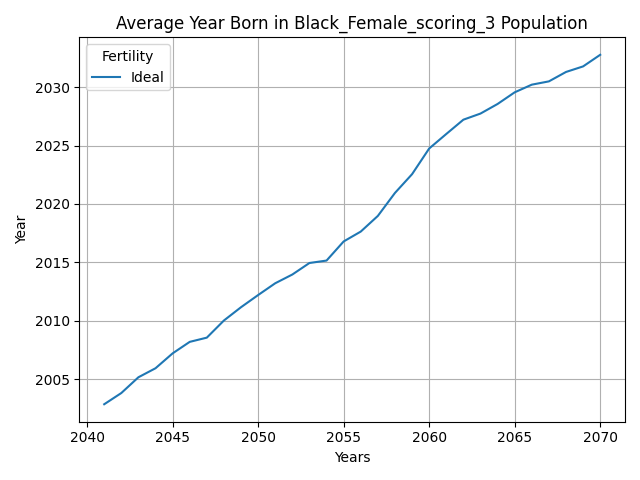 Average Year Born in Black_Female_scoring_3 Population
Fertility
Ideal
Year
2030
2025
2020
2015
2010
2005
2040 2045 2050 2055 2060 2065 2070
Years